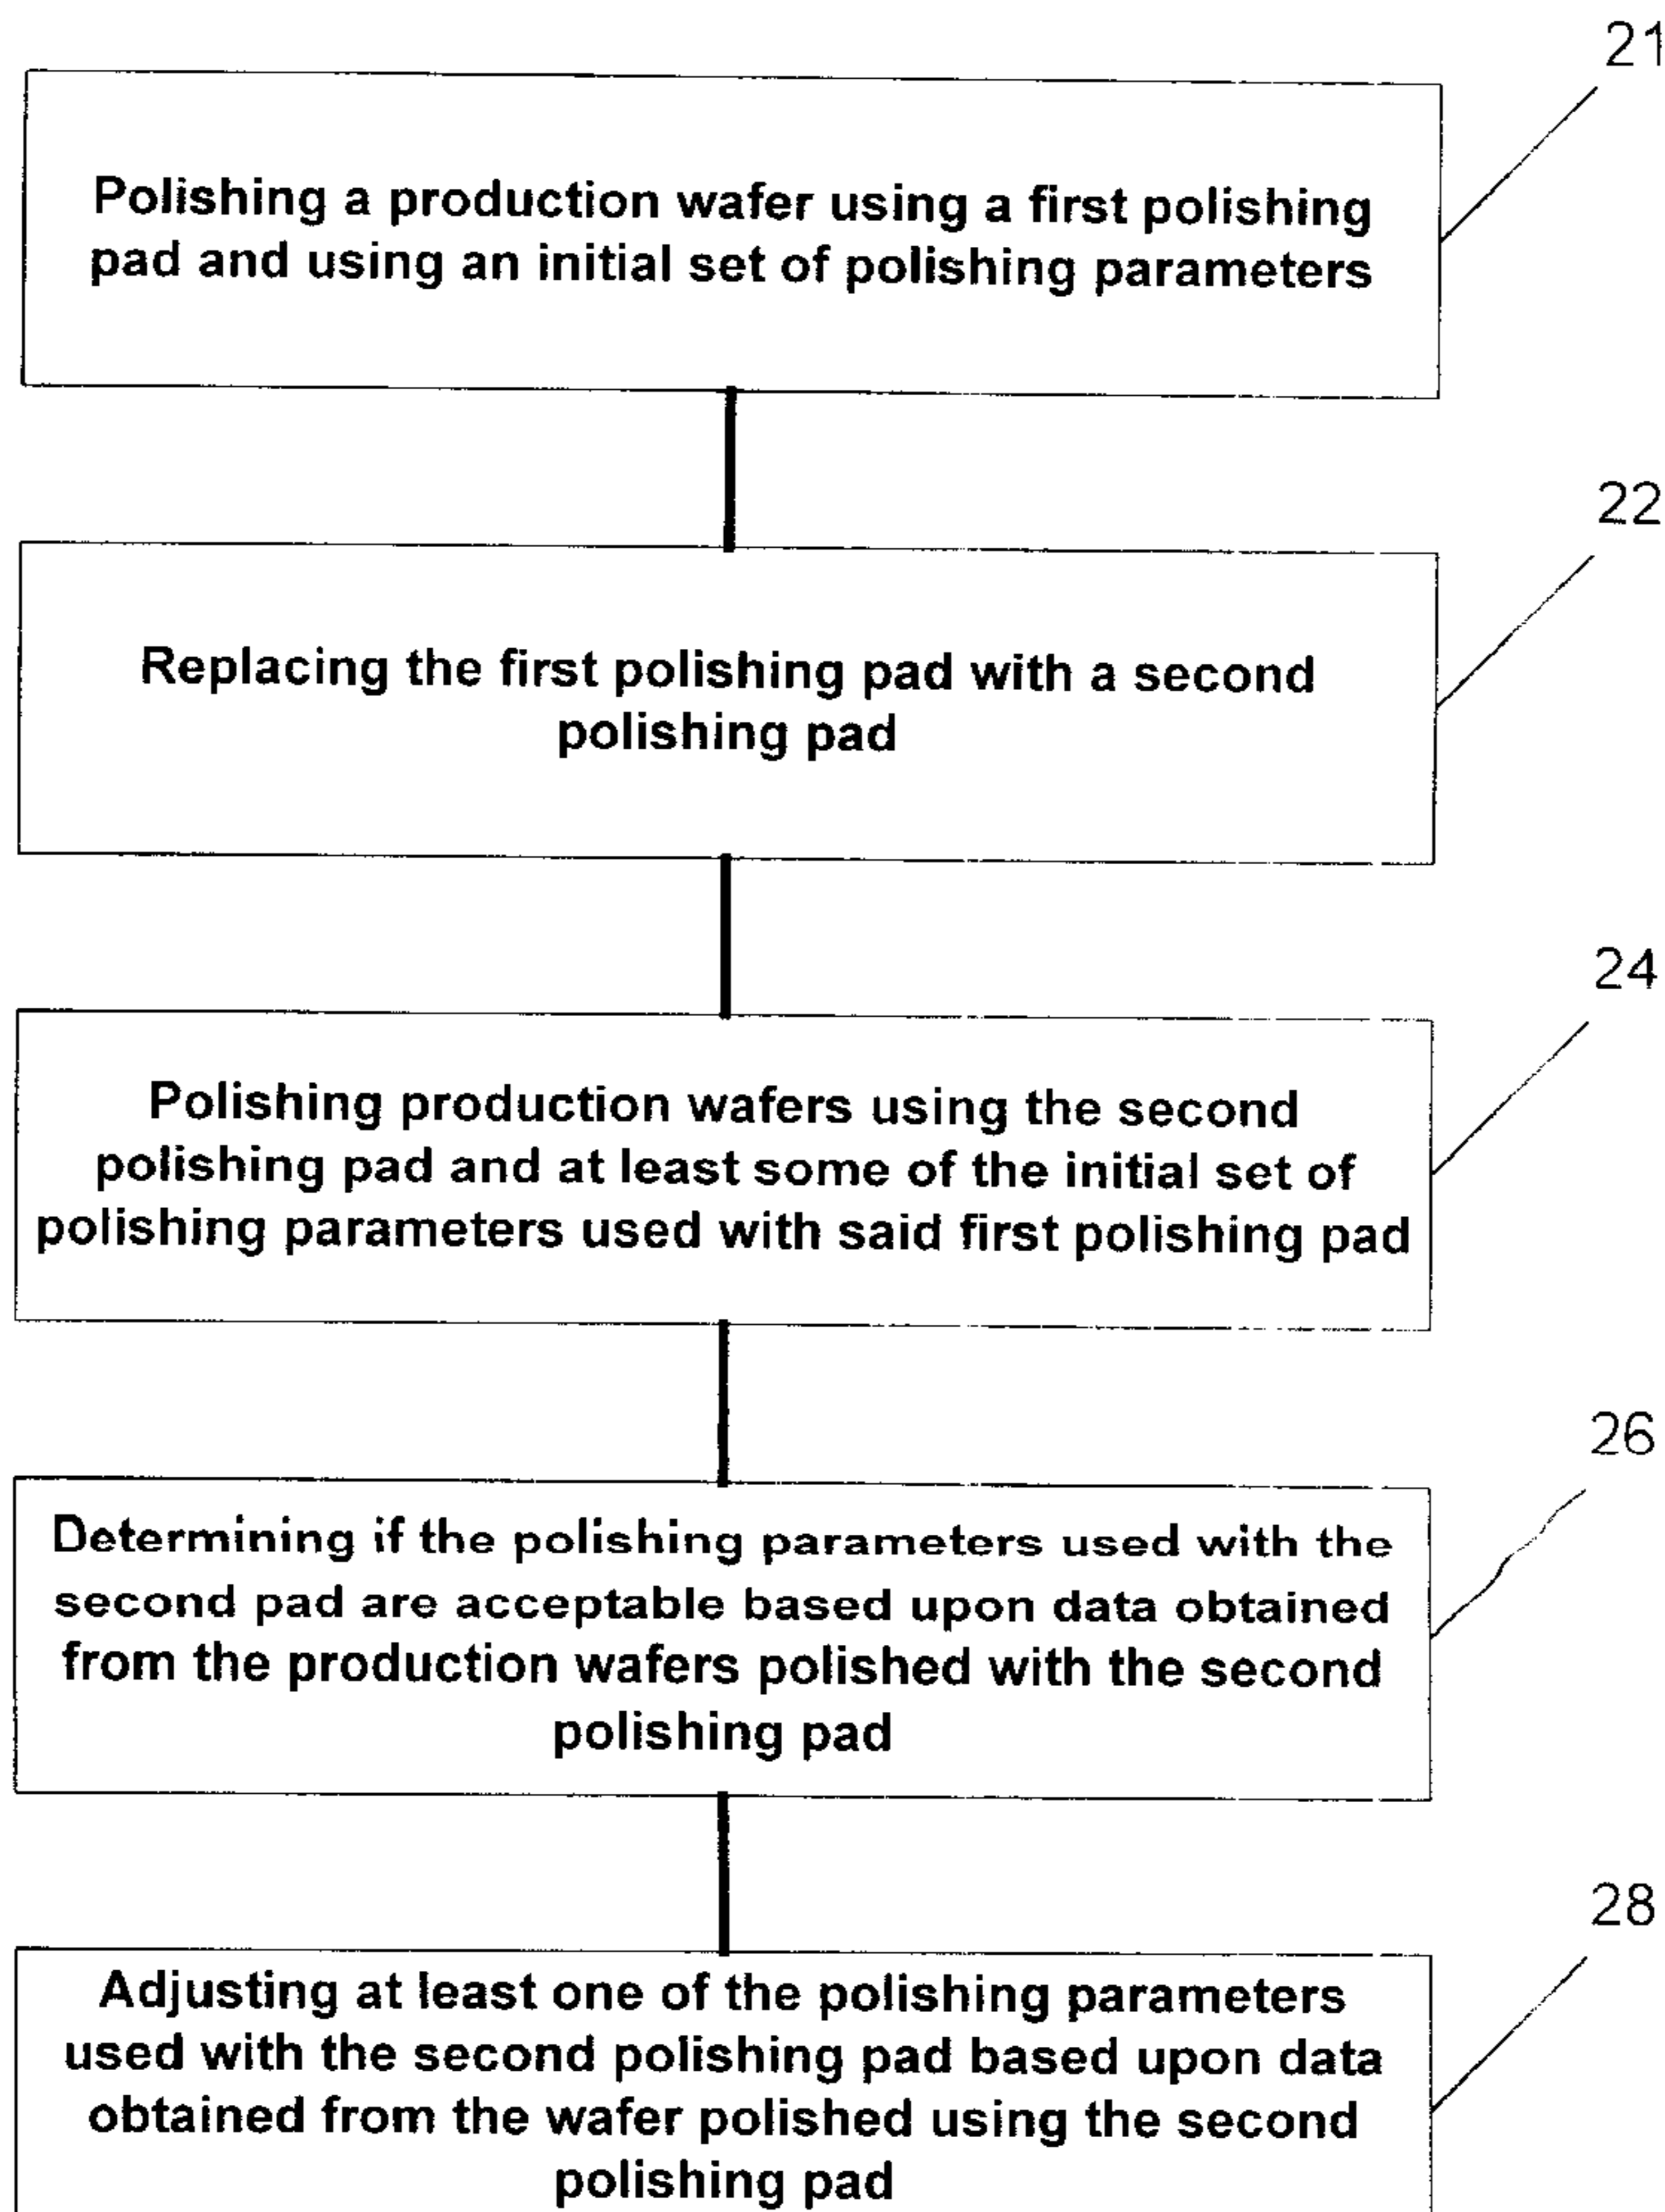 21
Polishing a production wafer using a first polishing
pad and using an initial set of polishing parameters
22
Replacing the first polishing pad with a second
polishing pad
24
Polishing production wafers using the second
polishing pad and at least some of the initial set of
polishing parameters used with said first polishing pad
26
Determining if the polishing parameters used with the
second pad are acceptable based upon data obtained
from the production wafers polished with the second
polishing pad
28
Adjusting at least one of the polishing parameters
used with the second polishing pad based upon data
obtained from the wafer polished using the second
polishing pad